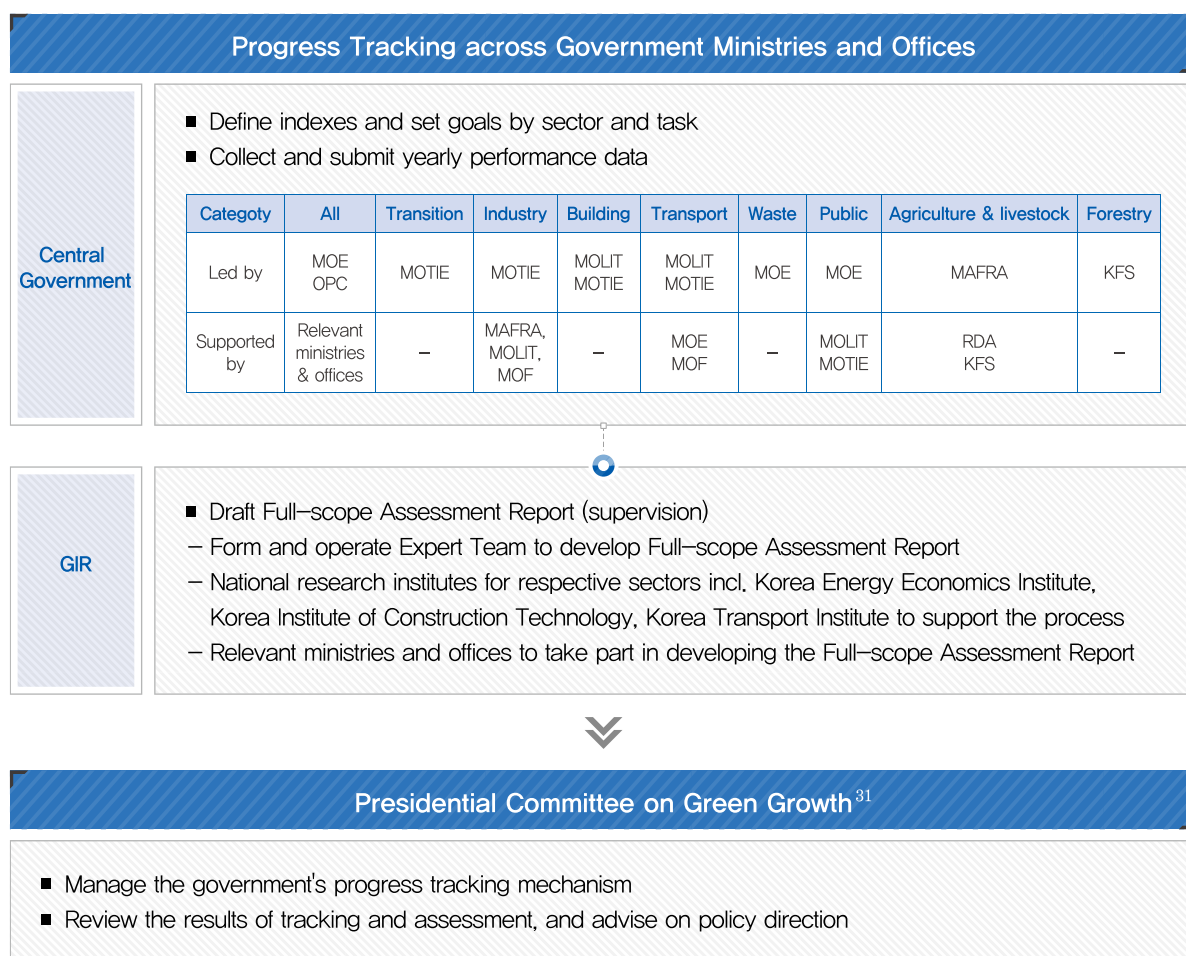 Progress Tracking across Government Ministries and Offices
Central
Government
■ Define indexes and set goals by sector and task
■ Collect and submit yearly performance data
Categoty All Transition Industry Building Transport Waste Public Agriculture & livestock Forestry
Led by MOE OPC MOTIE MOTIE MOLIT MOTIE MOLIT MOTIE MOE MOE MAFRA KFS
Supported by Relevant ministries & offices – MAFRA, MOLIT, MOF – MOE MOF – MOLIT MOTIE RDA KFS –
GIR
■ Draft Full–scope Assessment Report (supervision)
– Form and operate Expert Team to develop Full–scope Assessment Report
– National research institutes for respective sectors incl. Korea Energy Economics Institute,
Korea Institute of Construction Technology, Korea Transport Institute to support the process
– Relevant ministries and offices to take part in developing the Full–scope Assessment Report
Presidential Committee on Green Growth31
■ Manage the government's progress tracking mechanism
■ Review the results of tracking and assessment, and advise on policy direction